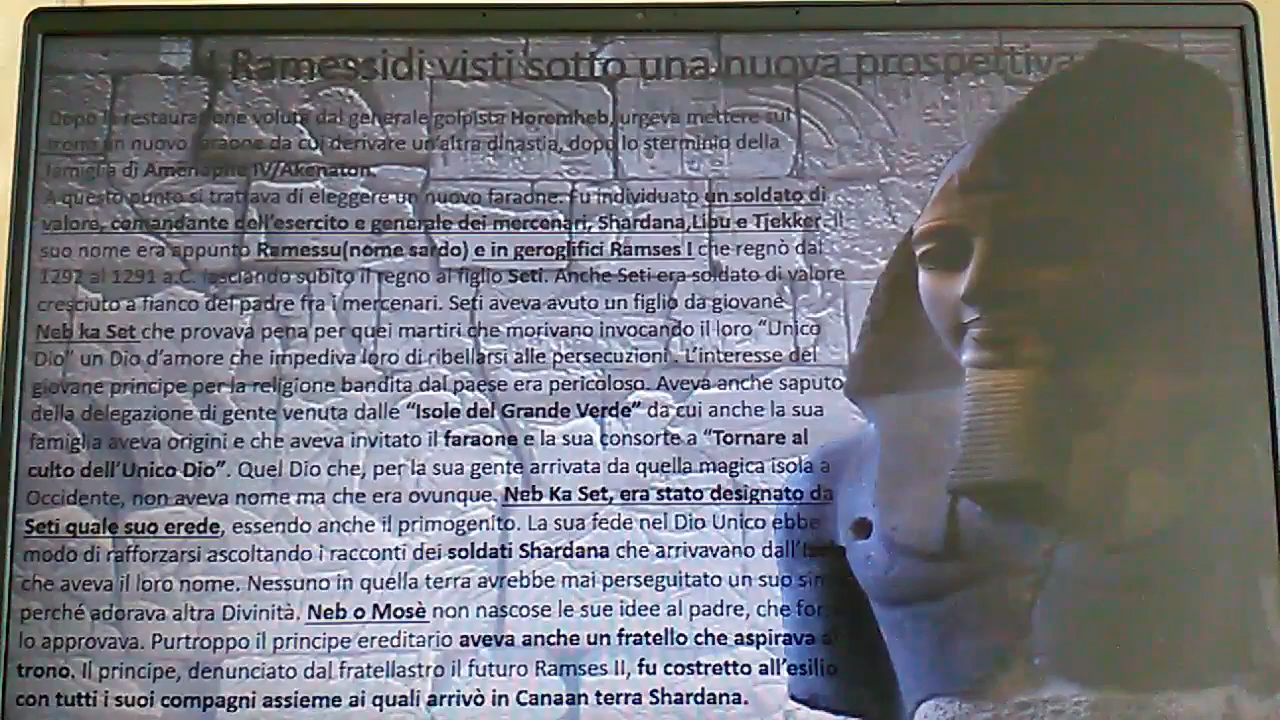 I Ramessidi visti sotto una nuova prospettiva
Dopo la restaurazione voluta dal generale golpista Horemheb, urgeva mettere sul
trono un nuovo faraone da cui derivare un'altra dinastia, dopo lo sterminio della
famiglia di Amenaphe IV/Akenaton.
A questo punto si trattava di eleggere un nuovo faraone. Fu individuato un soldato di
valore, comandante dell'esercito e generale dei mercenari, Shardana,Libu e Tjekker. Il
suo nome era appunto Ramessu(nome sardo) e in geroglifici Ramses I che regnò dal
1292 al 1291 a.C. lasciando subito il regno al figlio Seti. Anche Seti era soldato di valore
cresciuto a fianco del padre fra i mercenari. Seti aveva avuto un figlio da giovane
Neb ka Set che provava pena per quei martiri che morivano invocando il loro "Unico
Dio" un Dio d'amore che impediva loro di ribellarsi alle persecuzioni . L'interesse del
giovane principe per la religione bandita dal paese era pericoloso. Aveva anche saputo
della delegazione di gente venuta dalle "Isole del Grande Verde" da cui anche la sua
famiglia aveva origini e che aveva invitato il faraone e la sua consorte a "Tornare al
culto dell'Unico Dio". Quel Dio che, per la sua gente arrivata da quella magica isola a
Occidente, non aveva nome ma che era ovunque. Neb Ka Set, era stato designato da
Seti quale suo erede, essendo anche il primogenito. La sua fede nel Dio Unico ebbe
modo di rafforzarsi ascoltando i racconti dei soldati Shardana che arrivavano
che aveva il loro nome. Nessuno in quella terra avrebbe mai perseguitato un suo
perché adorava altra Divinità. Neb o Mosè non nascose le sue idee al padre, che
lo approvava. Purtroppo il principe ereditario aveva anche un fratello che aspirava
trono. Il principe, denunciato dal fratellastro il futuro Ramses II, fu costretto all'esilio
con tutti i suoi compagni assieme ai quali arrivò in Canaan terra Shardana.